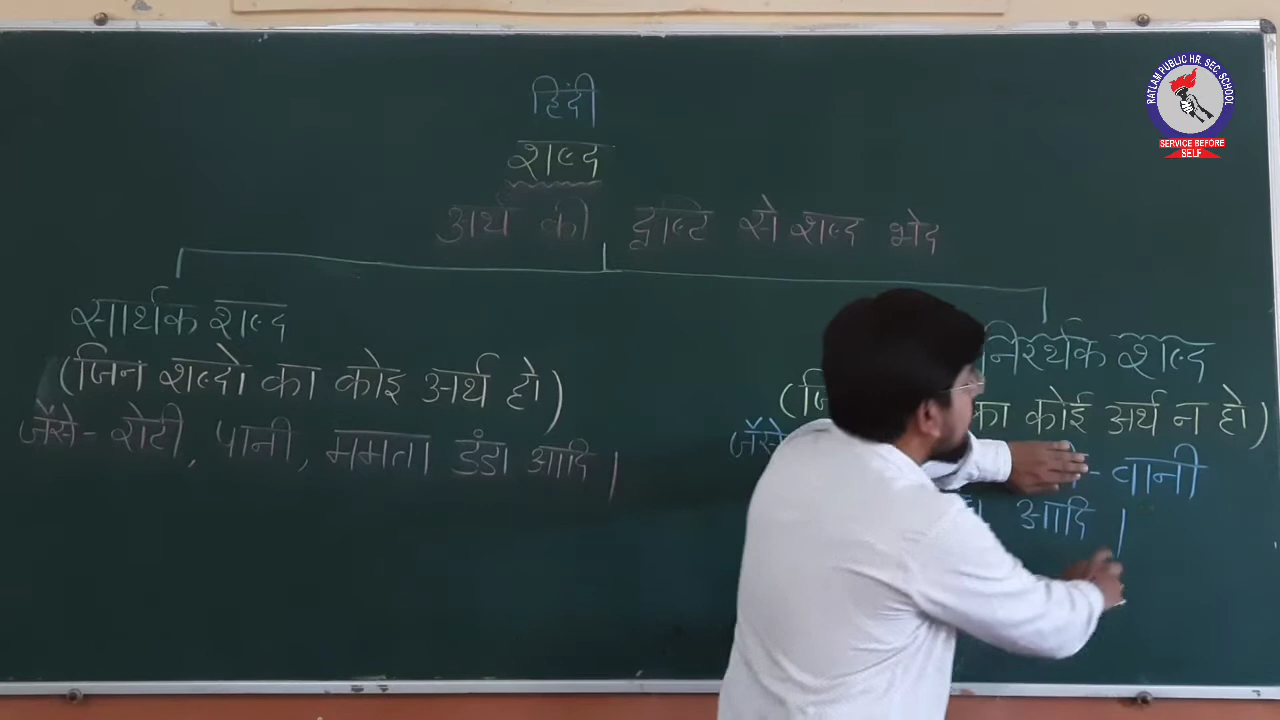 हिंदी
शब्द
अर्थ की दृष्टि से शब्द भेद
सार्थक शब्द
(जिन शब्दो का कोइ अर्थ हो)
जैंसे- रोटी, पानी, ममता डंडा आदि।
निरर्थक शब्द
का कोई अर्थ न हो)
जैंसे - वानी
आदि।
RATLAM PUBLIC HR. SEC. SCHOOL
SERVICE BEFORE
SELF